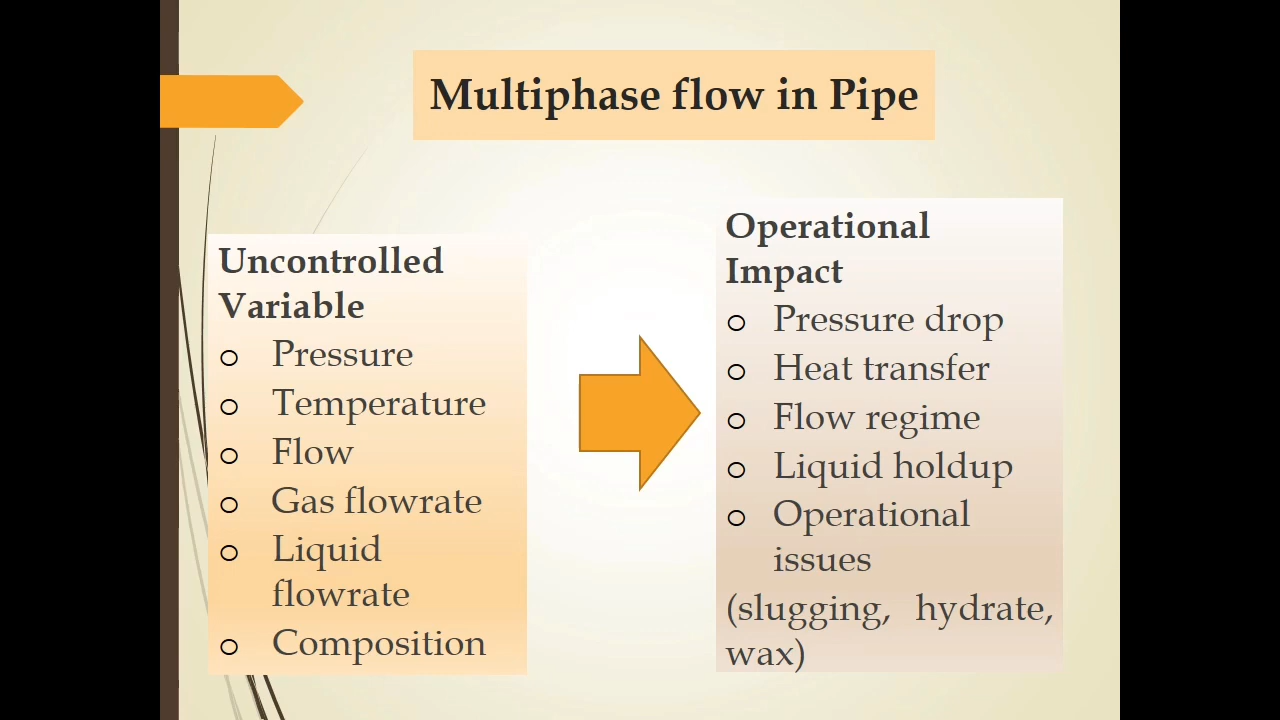 Multiphase flow in Pipe
Uncontrolled
Variable
o Pressure
o Temperature
o Flow
o Gas flowrate
o Liquid
flowrate
o Composition
Operational
Impact
o Pressure drop
o Heat transfer
o Flow regime
o Liquid holdup
o Operational
issues
(slugging, hydrate,
wax)